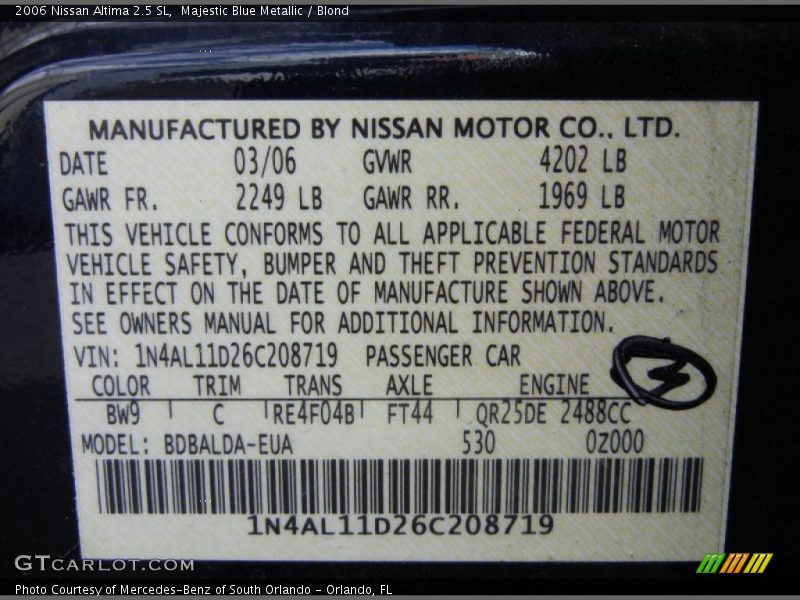 2006 Nissan Altima 2.5 SL, Majestic Blue Metallic / Blond
MANUFACTURED BY NISSAN MOTOR CO., LTD.
DATE 03/06 GVWR 4202 LB
GAWR FR. 2249 LB GAWR RR. 1969 LB
THIS VEHICLE CONFORMS TO ALL APPLICABLE FEDERAL MOTOR
VEHICLE SAFETY, BUMPER AND THEFT PREVENTION STANDARDS
IN EFFECT ON THE DATE OF MANUFACTURE SHOWN ABOVE.
SEE OWNERS MANUAL FOR ADDITIONAL INFORMATION.
VIN: 1N4AL11D26C208719 PASSENGER CAR
COLOR TRIM TRANS AXLE ENGINE
BW9 C RE4F04B FT44 QR25DE 2488CC
MODEL: BDBALDA-EUA 530 0Z000
1N4AL11D26C208719
GTCARLOT.COM
Photo Courtesy of Mercedes-Benz of South Orlando - Orlando, FL